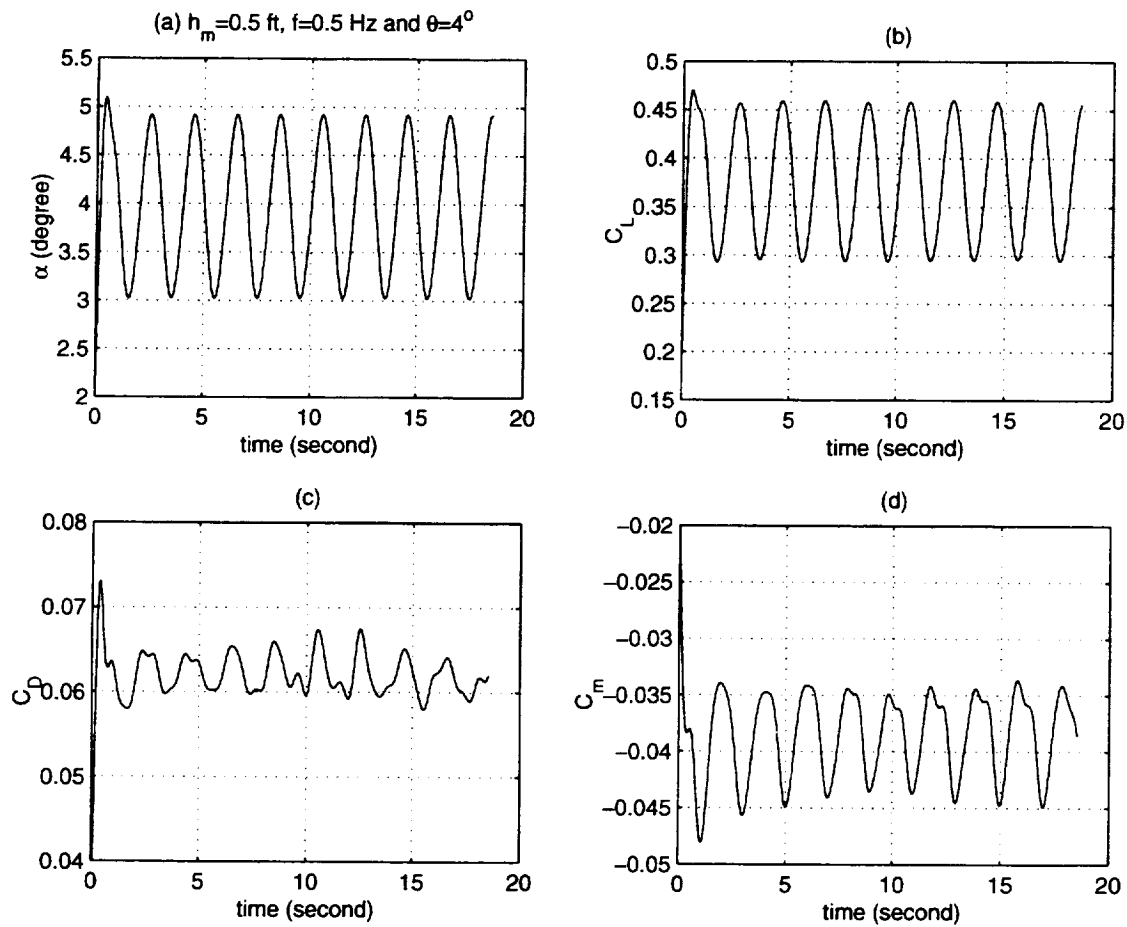 (a) h_m=0.5 ft, f=0.5 Hz and θ=4°
5.5
5
4.5
4
3.5
3
2.5
2
α (degree)
0 5 10 15 20
time (second)
(b)
0.5
0.45
0.4
0.35
0.3
0.25
0.2
0.15
C_L
0 5 10 15 20
time (second)
(c)
0.08
0.07
0.06
0.05
0.04
C_D
0 5 10 15 20
time (second)
(d)
−0.02
−0.025
−0.03
−0.035
−0.04
−0.045
−0.05
C_m
0 5 10 15 20
time (second)